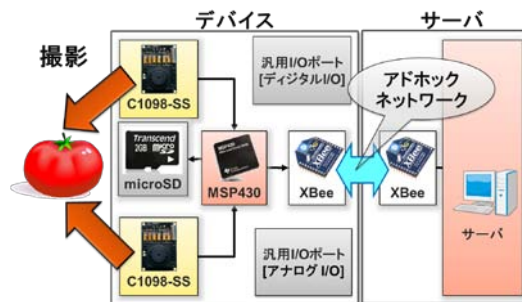 デバイス
サーバ
撮影
C1098-SS
汎用I/Oポート
[ディジタルI/O]
アドホック
ネットワーク
Transcend
2GB
microSD
MSP430
MSP430
XBee
XBee
XBee
XBee
サーバ
C1098-SS
汎用I/Oポート
[アナログ I/O]